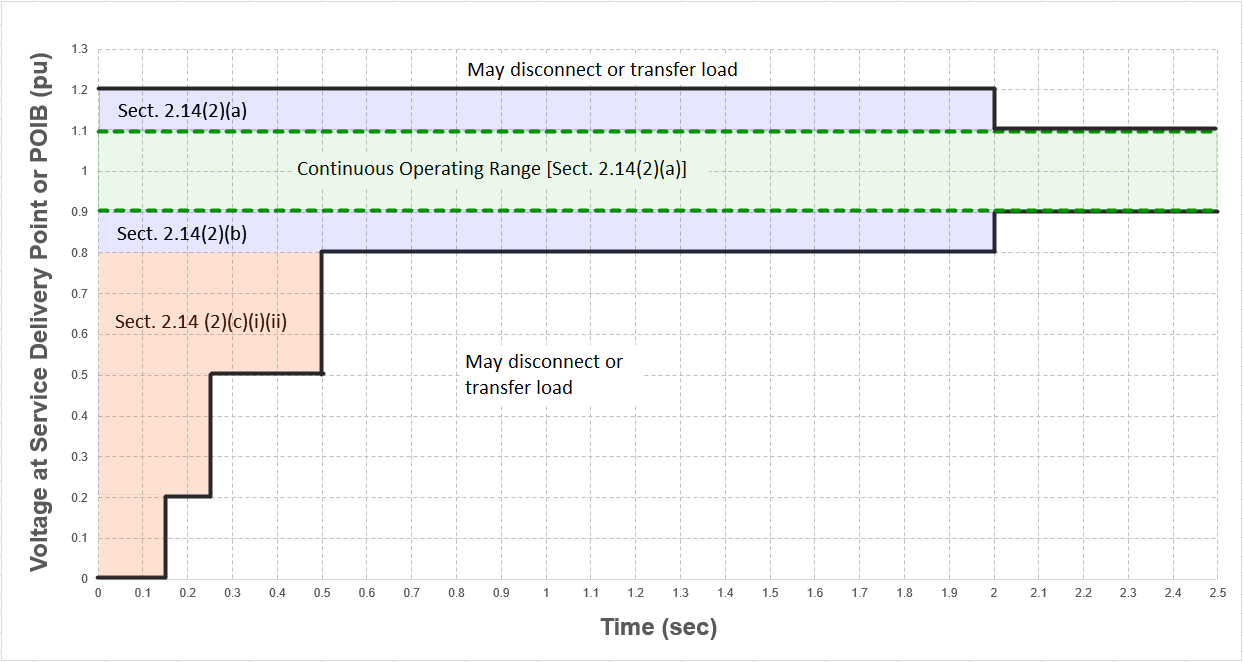 Voltage at Service Delivery Point or POIB (pu)
1.3
1.2
1.1
1
0.9
0.8
0.7
0.6
0.5
0.4
0.3
0.2
0.1
0
May disconnect or transfer load
Sect. 2.14(2)(a)
Continuous Operating Range [Sect. 2.14(2)(a)]
Sect. 2.14(2)(b)
Sect. 2.14 (2)(c)(i)(ii)
May disconnect or
transfer load
0 0.1 0.2 0.3 0.4 0.5 0.6 0.7 0.8 0.9 1 1.1 1.2 1.3 1.4 1.5 1.6 1.7 1.8 1.9 2 2.1 2.2 2.3 2.4 2.5
Time (sec)